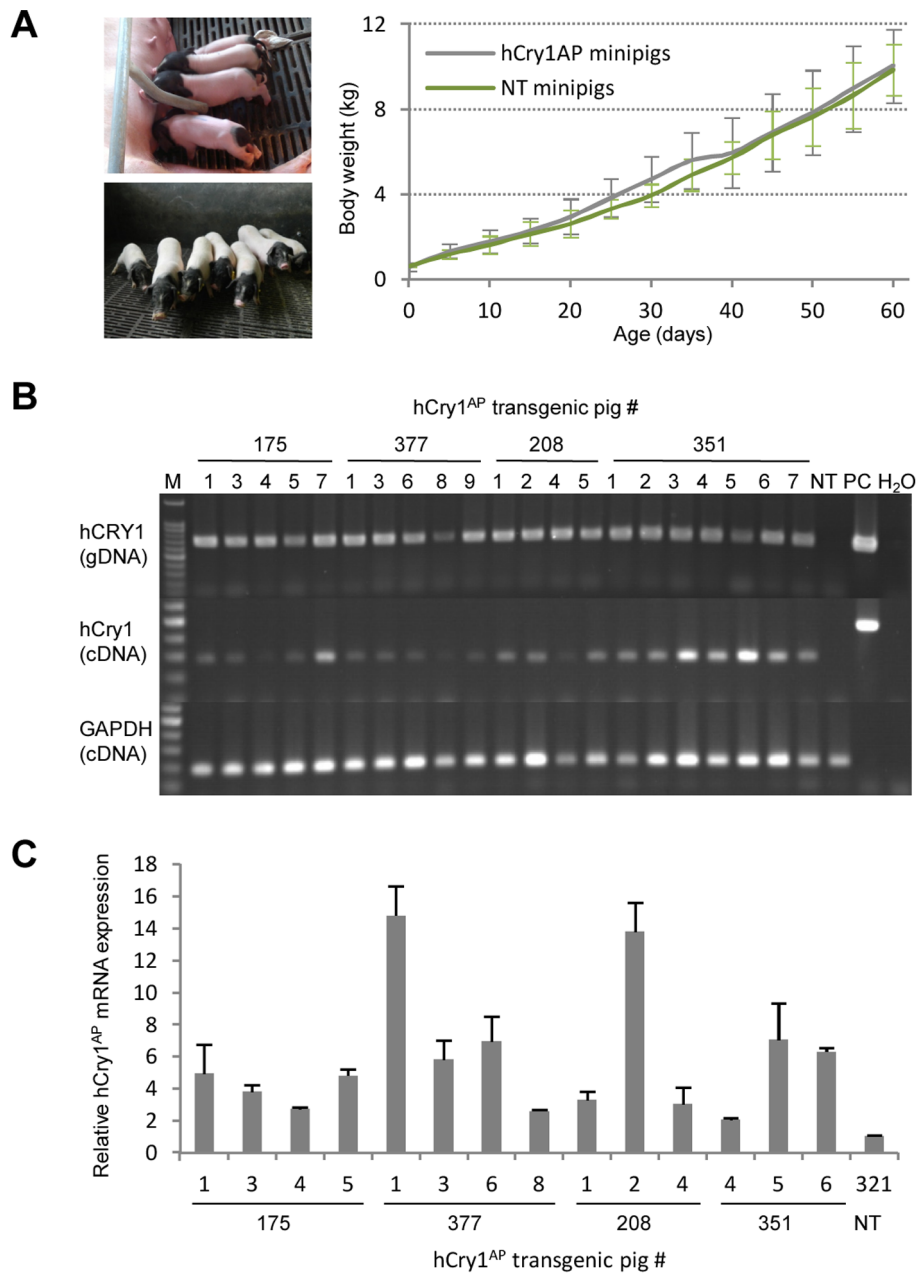 A
12
8
4
0
Body weight (kg)
hCry1AP minipigs
NT minipigs
0 10 20 30 40 50 60
Age (days)
B
hCry1ᴬᴾ transgenic pig #
175 377 208 351
M 1 3 4 5 7 1 3 6 8 9 1 2 4 5 1 2 3 4 5 6 7 NT PC H₂O
hCRY1
(gDNA)
hCry1
(cDNA)
GAPDH
(cDNA)
C
Relative hCry1ᴬᴾ mRNA expression
18
16
14
12
10
8
6
4
2
0
1 3 4 5 1 3 6 8 1 2 4 4 5 6 321
175 377 208 351 NT
hCry1ᴬᴾ transgenic pig #